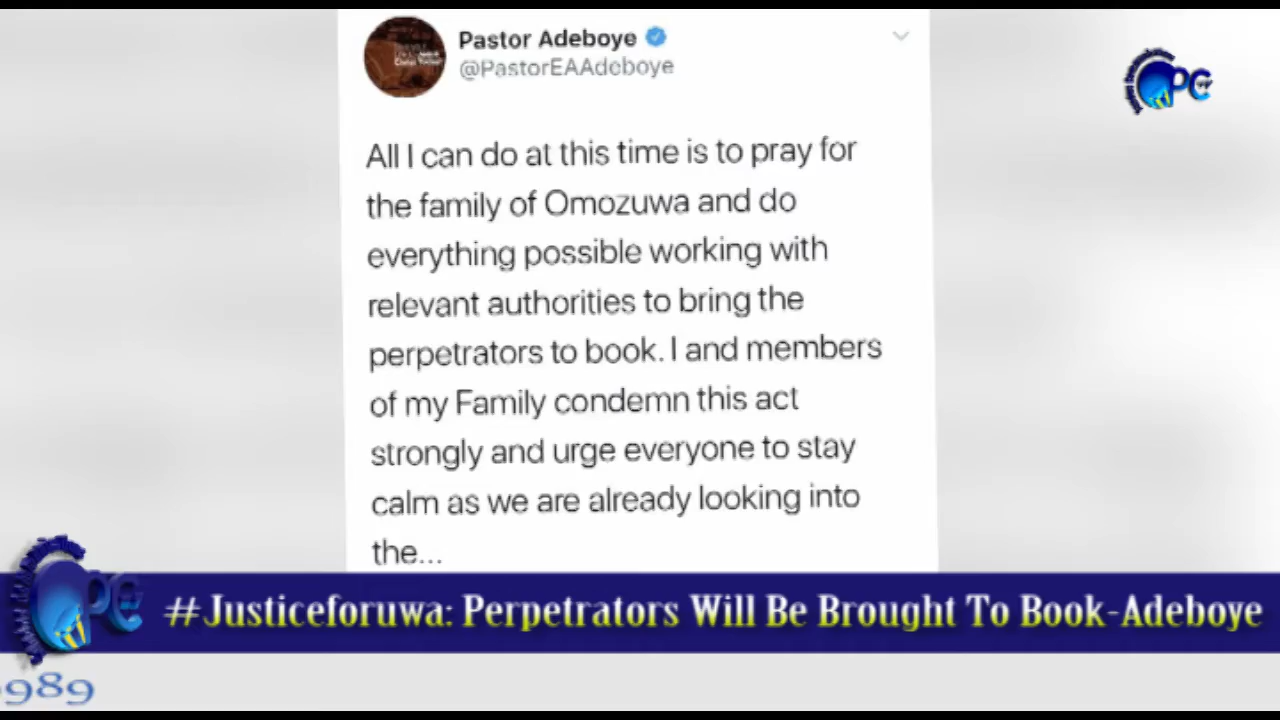 Pastor Adeboye
@PastorEAAdeboye
All I can do at this time is to pray for
the family of Omozuwa and do
everything possible working with
relevant authorities to bring the
perpetrators to book. I and members
of my Family condemn this act
strongly and urge everyone to stay
calm as we are already looking into
the...
PC
PC
#Justiceforuwa: Perpetrators Will Be Brought To Book-Adeboye
989